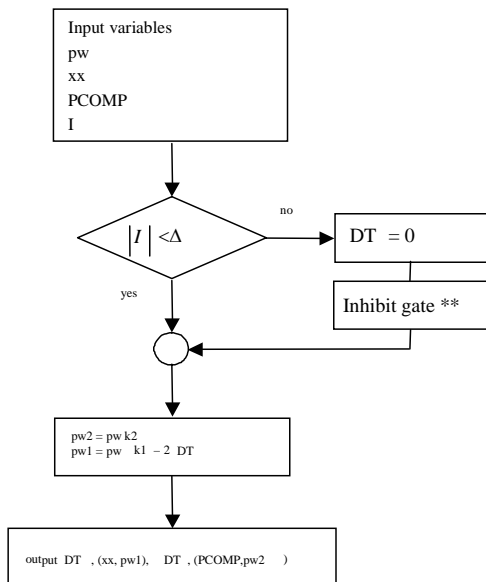 Input variables
pw
xx
PCOMP
I
|I| <Δ
no
DT = 0
yes
Inhibit gate **
pw2 = pw k2
pw1 = pw k1 – 2 DT
output DT , (xx, pw1), DT , (PCOMP,pw2 )